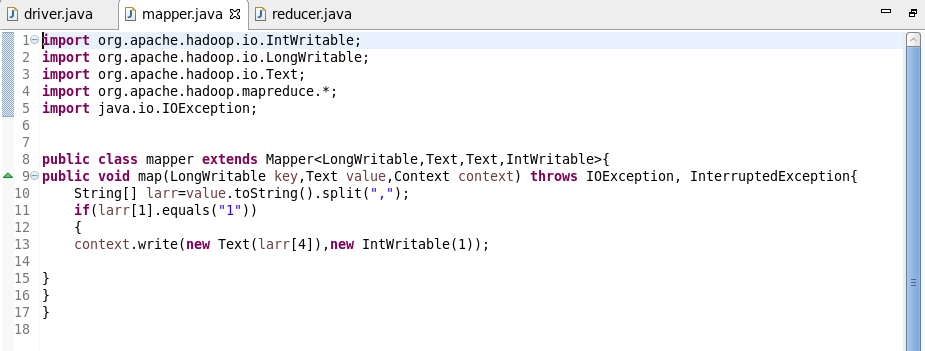 driver.java mapper.java reducer.java
1 import org.apache.hadoop.io.IntWritable;
2 import org.apache.hadoop.io.LongWritable;
3 import org.apache.hadoop.io.Text;
4 import org.apache.hadoop.mapreduce.*;
5 import java.io.IOException;
6
7
8 public class mapper extends Mapper<LongWritable,Text,Text,IntWritable>{
9 public void map(LongWritable key,Text value,Context context) throws IOException, InterruptedException{
10     String[] larr=value.toString().split(",");
11     if(larr[1].equals("1"))
12     {
13     context.write(new Text(larr[4]),new IntWritable(1));
14
15 }
16 }
17 }
18